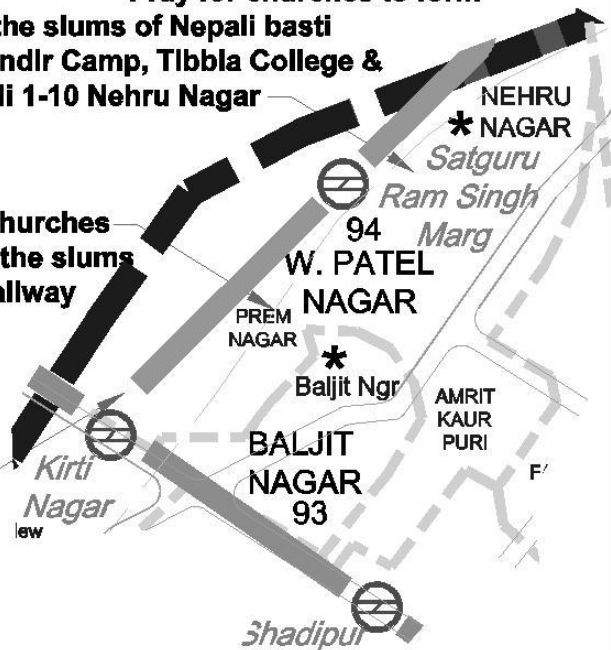 the slums of Nepali basti
ndir Camp, Tibbia College &
li 1-10 Nehru Nagar
NEHRU
* NAGAR
Satguru
Ram Singh
Marg
hurches
the slums
ailway
94
W. PATEL
NAGAR
PREM
NAGAR
*
Baljit Ngr
AMRIT
KAUR
PURI
BALJIT
NAGAR
93
Kirti
Nagar
lew
Shadipur